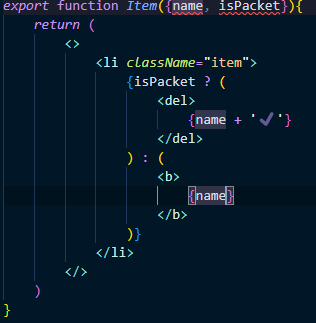 export function Item({name, isPacket}){
return (
<>
<li className="item">
{isPacket ? (
<del>
{name + '✔'}
</del>
) : (
<b>
{name}
</b>
)}
</li>
</>
)
}